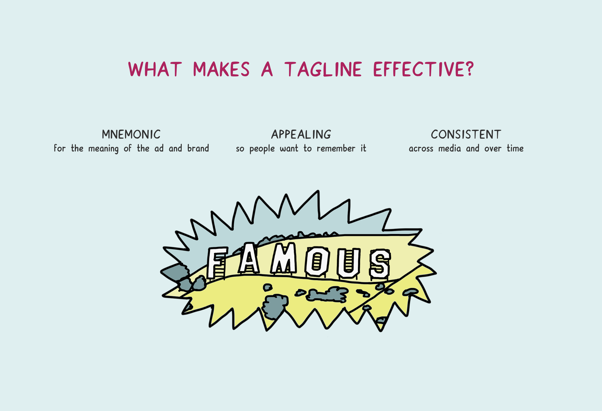 WHAT MAKES A TAGLINE EFFECTIVE?
MNEMONIC
for the meaning of the ad and brand
APPEALING
so people want to remember it
CONSISTENT
across media and over time
FAMOUS